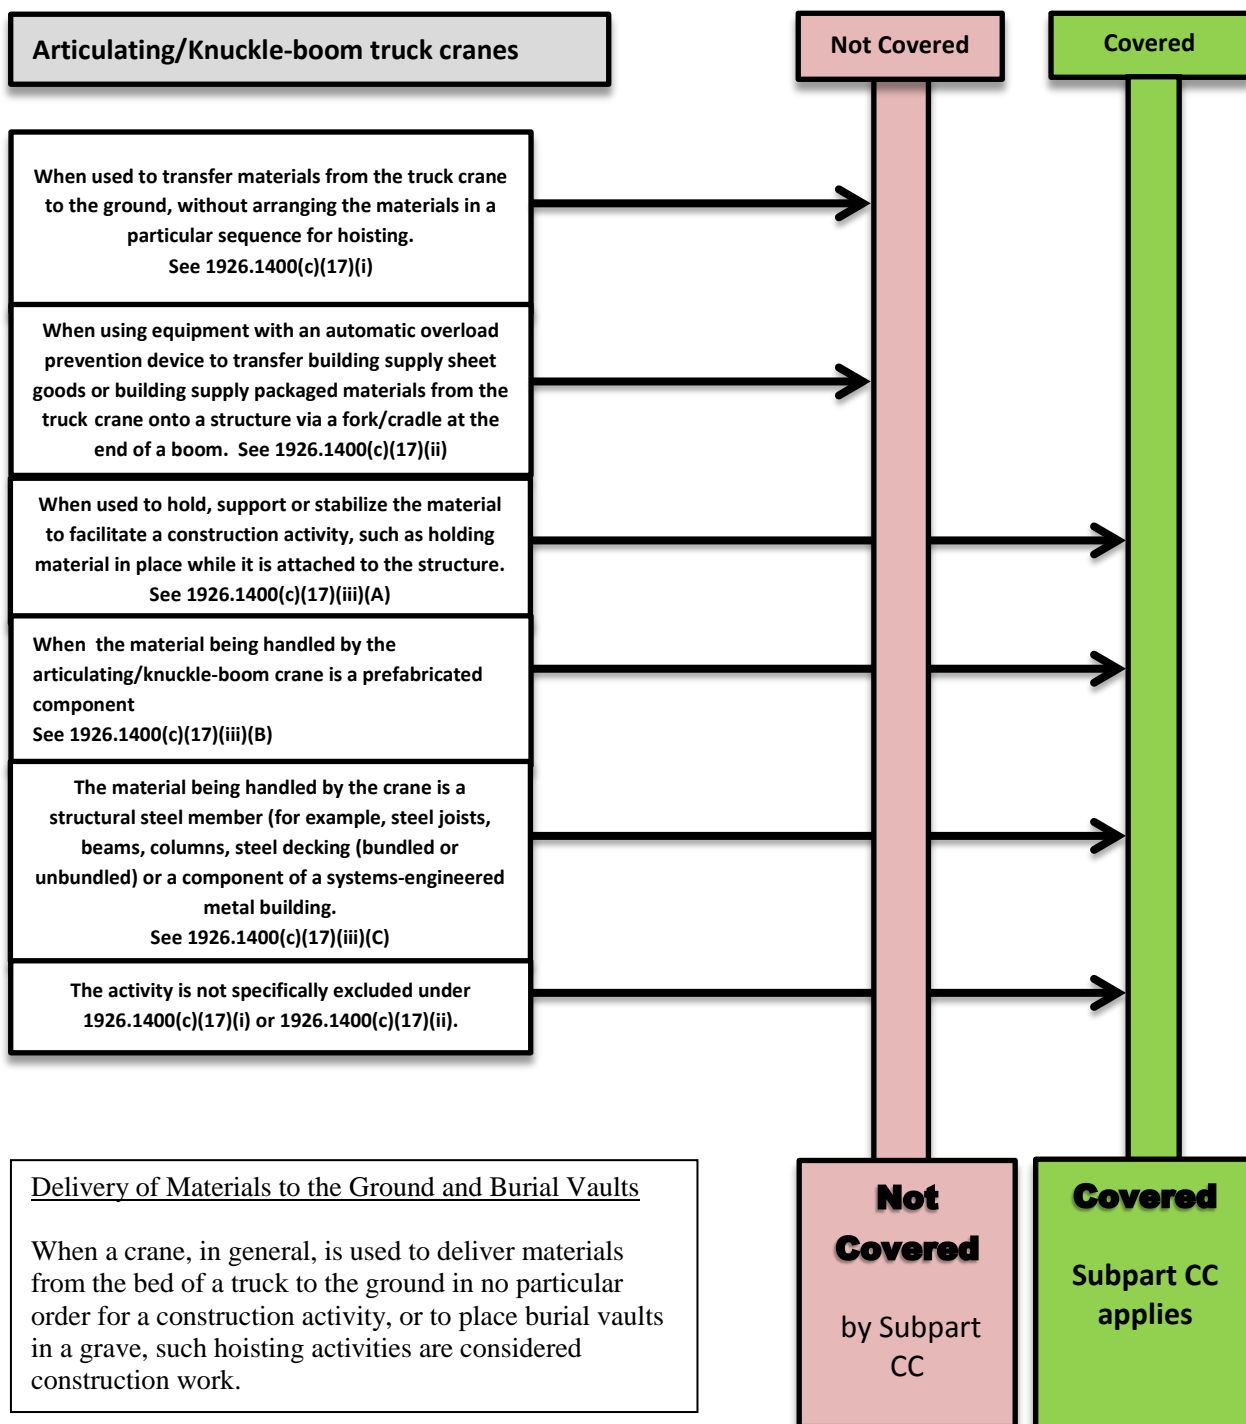 Articulating/Knuckle-boom truck cranes
Not Covered
Covered
When used to transfer materials from the truck crane
to the ground, without arranging the materials in a
particular sequence for hoisting.
See 1926.1400(c)(17)(i)
When using equipment with an automatic overload
prevention device to transfer building supply sheet
goods or building supply packaged materials from the
truck crane onto a structure via a fork/cradle at the
end of a boom. See 1926.1400(c)(17)(ii)
When used to hold, support or stabilize the material
to facilitate a construction activity, such as holding
material in place while it is attached to the structure.
See 1926.1400(c)(17)(iii)(A)
When the material being handled by the
articulating/knuckle-boom crane is a prefabricated
component
See 1926.1400(c)(17)(iii)(B)
The material being handled by the crane is a
structural steel member (for example, steel joists,
beams, columns, steel decking (bundled or
unbundled) or a component of a systems-engineered
metal building.
See 1926.1400(c)(17)(iii)(C)
The activity is not specifically excluded under
1926.1400(c)(17)(i) or 1926.1400(c)(17)(ii).
Delivery of Materials to the Ground and Burial Vaults
When a crane, in general, is used to deliver materials
from the bed of a truck to the ground in no particular
order for a construction activity, or to place burial vaults
in a grave, such hoisting activities are considered
construction work.
Not
Covered
by Subpart
CC
Covered
Subpart CC
applies